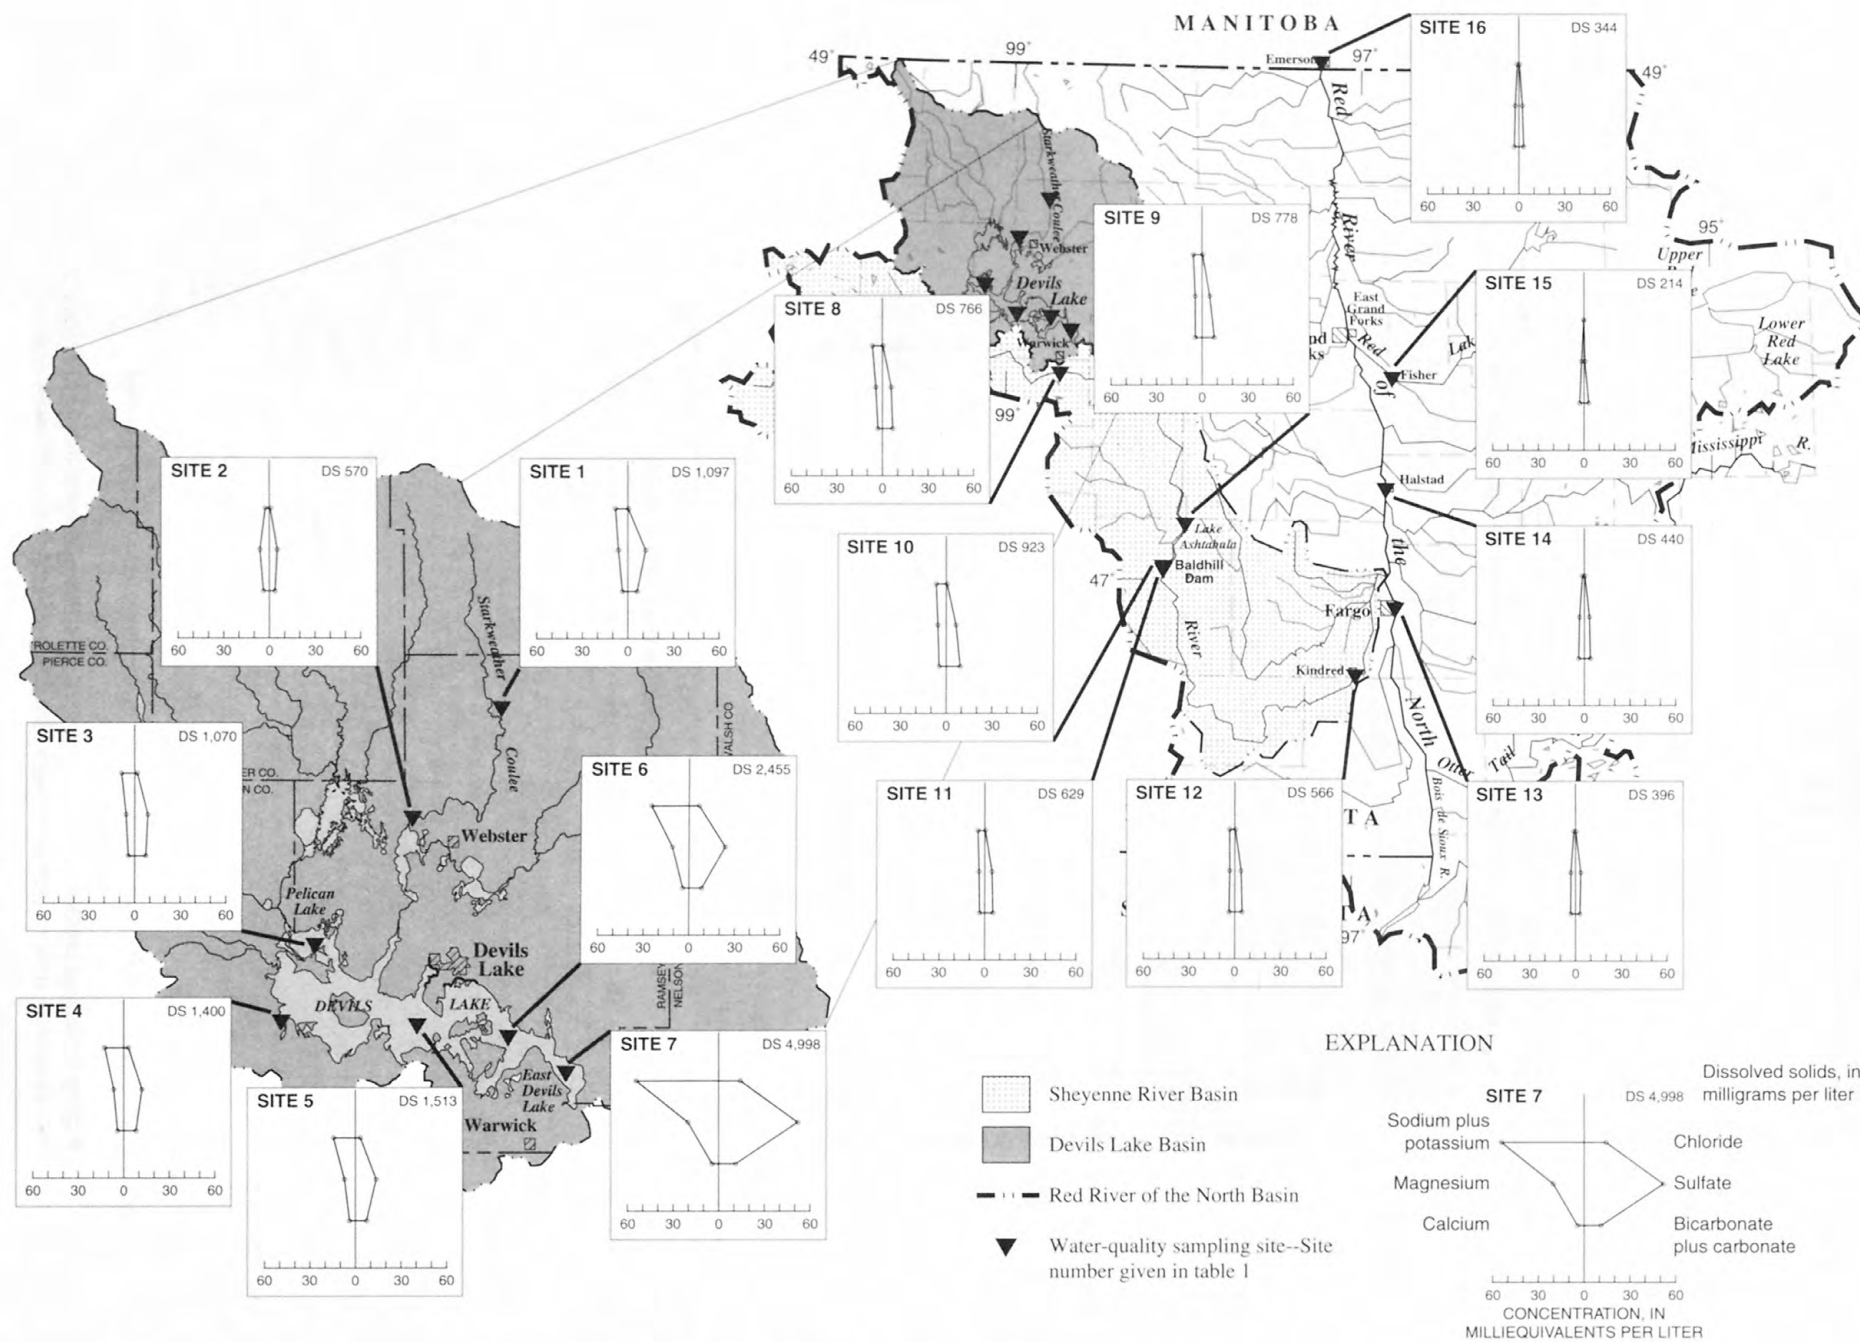 MANITOBA
49°
99°
Emerson
97°
49°
SITE 16
DS 344
60 30 0 30 60
Red
River
of
the
North
95°
Upper
Lower
Red
Lake
Mississippi R.
Starkweather Coulee
Webster
Devils
Lake
Warwick
99°
SITE 9
DS 778
60 30 0 30 60
SITE 8
DS 766
60 30 0 30 60
East
Grand
Forks
nd
ks
Red
Lak
Fisher
SITE 15
DS 214
60 30 0 30 60
Halstad
SITE 2
DS 570
60 30 0 30 60
SITE 1
DS 1,097
60 30 0 30 60
SITE 10
DS 923
60 30 0 30 60
Lake
Ashtabula
Baldhill
Dam
47°
River
Fargo
Kindred
SITE 14
DS 440
60 30 0 30 60
Otter Tail
Bois de Sioux R.
ROLETTE CO.
PIERCE CO.
Starkweather
Coulee
ALSH CO
SITE 3
DS 1,070
60 30 0 30 60
ER CO.
N CO.
SITE 6
DS 2,455
60 30 0 30 60
Webster
Pelican
Lake
Devils
Lake
RAMSEY
NELSON
DEVILS LAKE
SITE 11
DS 629
60 30 0 30 60
SITE 12
DS 566
60 30 0 30 60
SITE 13
DS 396
60 30 0 30 60
TA
TA
97°
SITE 4
DS 1,400
60 30 0 30 60
SITE 5
DS 1,513
60 30 0 30 60
East
Devils
Lake
Warwick
SITE 7
DS 4,998
60 30 0 30 60
EXPLANATION
Sheyenne River Basin
Devils Lake Basin
Red River of the North Basin
Water-quality sampling site--Site
number given in table 1
SITE 7
DS 4,998
Dissolved solids, in
milligrams per liter
Sodium plus
potassium
Chloride
Magnesium
Sulfate
Calcium
Bicarbonate
plus carbonate
60 30 0 30 60
CONCENTRATION, IN
MILLIEQUIVALENTS PER LITER